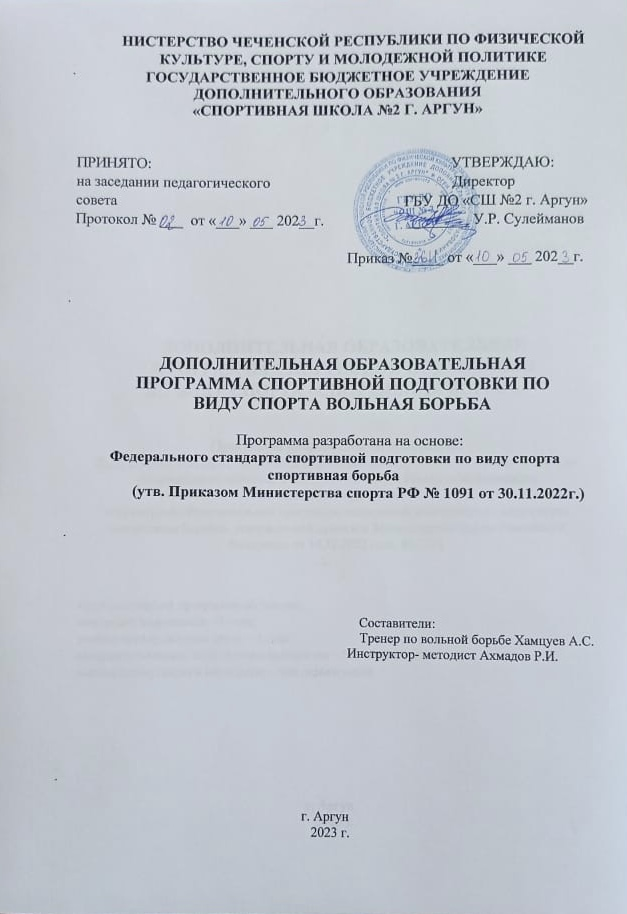 НИСТЕРСТВО ЧЕЧЕНСКОЙ РЕСПУБЛИКИ ПО ФИЗИЧЕСКОЙ
КУЛЬТУРЕ, СПОРТУ И МОЛОДЕЖНОЙ ПОЛИТИКЕ
ГОСУДАРСТВЕННОЕ БЮДЖЕТНОЕ УЧРЕЖДЕНИЕ
ДОПОЛНИТЕЛЬНОГО ОБРАЗОВАНИЯ
«СПОРТИВНАЯ ШКОЛА №2 Г. АРГУН»
ПРИНЯТО:
на заседании педагогического
совета
Протокол № 02 от «10» 05 2023 г.
УТВЕРЖДАЮ:
Директор
ГБУ ДО «СШ №2 г. Аргун»
У.Р. Сулейманов
Приказ № от «10» 05 2023 г.
ДОПОЛНИТЕЛЬНАЯ ОБРАЗОВАТЕЛЬНАЯ
ПРОГРАММА СПОРТИВНОЙ ПОДГОТОВКИ ПО
ВИДУ СПОРТА ВОЛЬНАЯ БОРЬБА
Программа разработана на основе:
Федерального стандарта спортивной подготовки по виду спорта
спортивная борьба
(утв. Приказом Министерства спорта РФ № 1091 от 30.11.2022г.)
Составители:
Тренер по вольной борьбе Хамцуев А.С.
Инструктор- методист Ахмадов Р.И.
г. Аргун
2023 г.